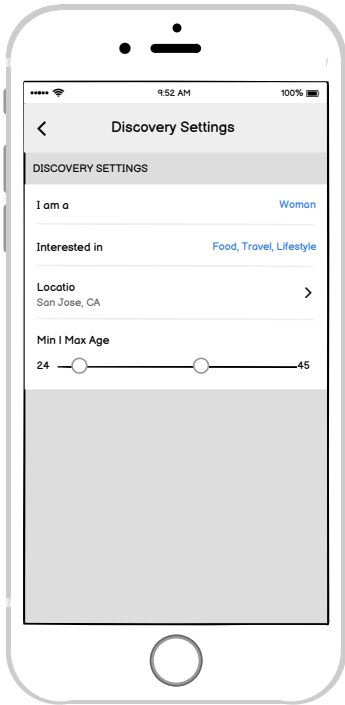 9:52 AM 100%
Discovery Settings
DISCOVERY SETTINGS
I am a Woman
Interested in Food, Travel, Lifestyle
Locatio
San Jose, CA
Min | Max Age
24 45